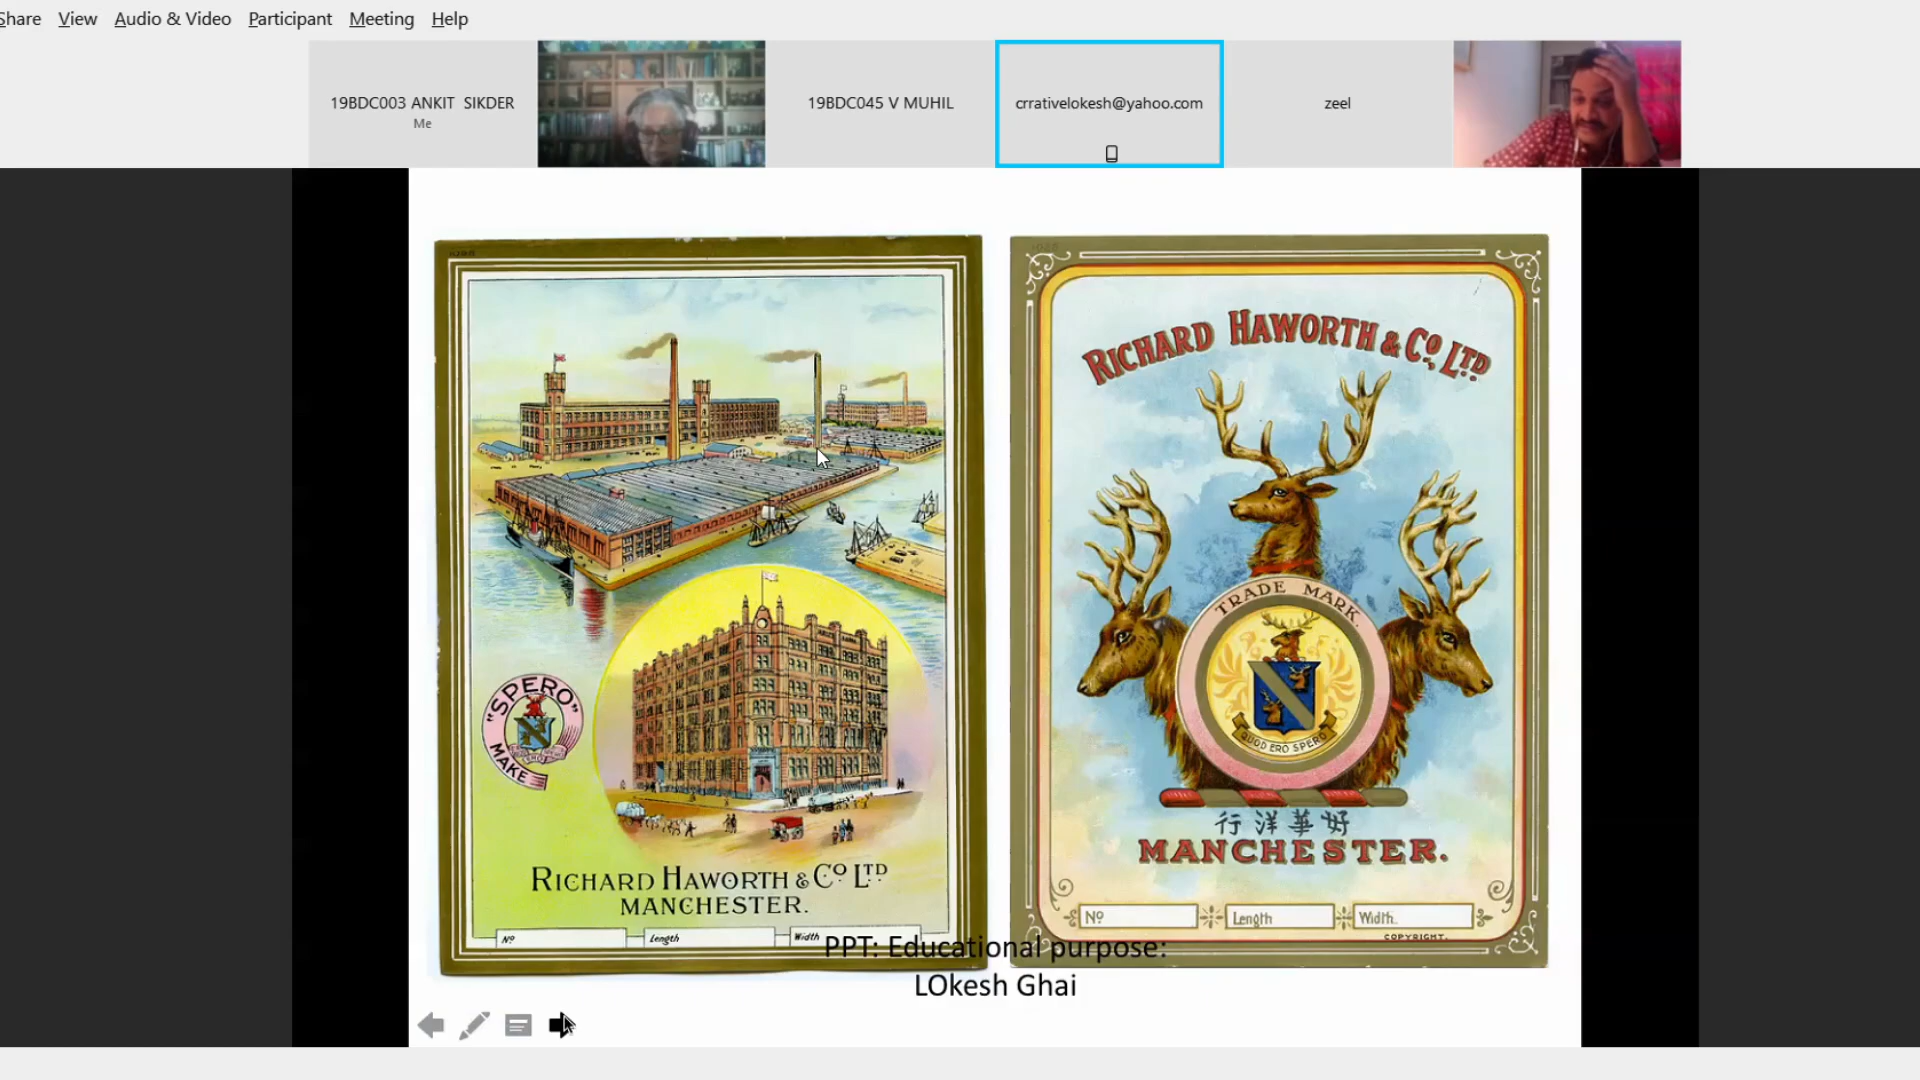 Share View Audio & Video Participant Meeting Help
19BDC003 ANKIT SIKDER
Me
19BDC045 V MUHIL
crrativelokesh@yahoo.com
zeel
"SPERO"
MAKE
RICHARD HAWORTH & Co LTD
MANCHESTER.
No Length Width
RICHARD HAWORTH & Co. LTD
TRADE MARK.
QUOD ERO SPERO
行洋華好
MANCHESTER.
No Length Width.
COPYRIGHT.
PPT: Educational purpose:
LOkesh Ghai